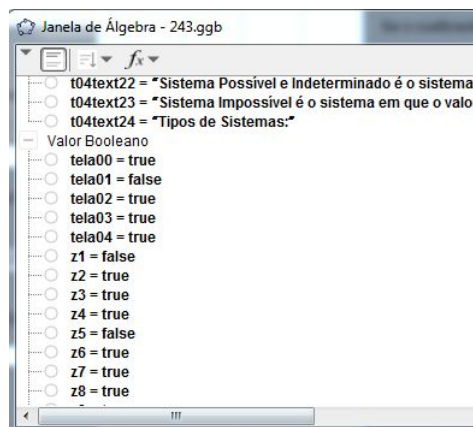 Janela de Álgebra - 243.ggb
fx
t04text22 = "Sistema Possível e Indeterminado é o sistema
t04text23 = "Sistema Impossível é o sistema em que o valo
t04text24 = "Tipos de Sistemas:"
Valor Booleano
tela00 = true
tela01 = false
tela02 = true
tela03 = true
tela04 = true
z1 = false
z2 = true
z3 = true
z4 = true
z5 = false
z6 = true
z7 = true
z8 = true